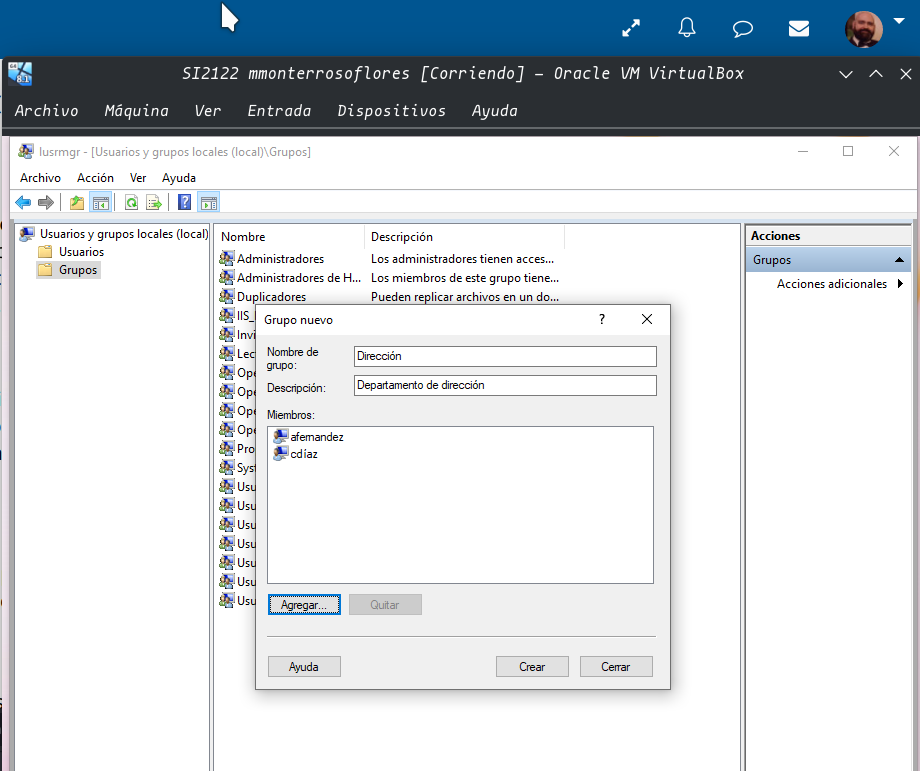 SI2122 mmonterrosoflores [Corriendo] – Oracle VM VirtualBox
Archivo Máquina Ver Entrada Dispositivos Ayuda
lusrmgr - [Usuarios y grupos locales (local)\Grupos]
Archivo Acción Ver Ayuda
Usuarios y grupos locales (local)
Usuarios
Grupos
Nombre Descripción
Administradores Los administradores tienen acces...
Administradores de H... Los miembros de este grupo tiene...
Duplicadores Pueden replicar archivos en un do...
IIS_
Invi
Lec
Ope
Ope
Ope
Ope
Pro
Syst
Usu
Usu
Usu
Usu
Usu
Usu
Usu
Acciones
Grupos
Acciones adicionales
Grupo nuevo ?
Nombre de
grupo:
Dirección
Descripción:
Departamento de dirección
Miembros:
afernandez
cdíaz
Agregar... Quitar
Ayuda Crear Cerrar